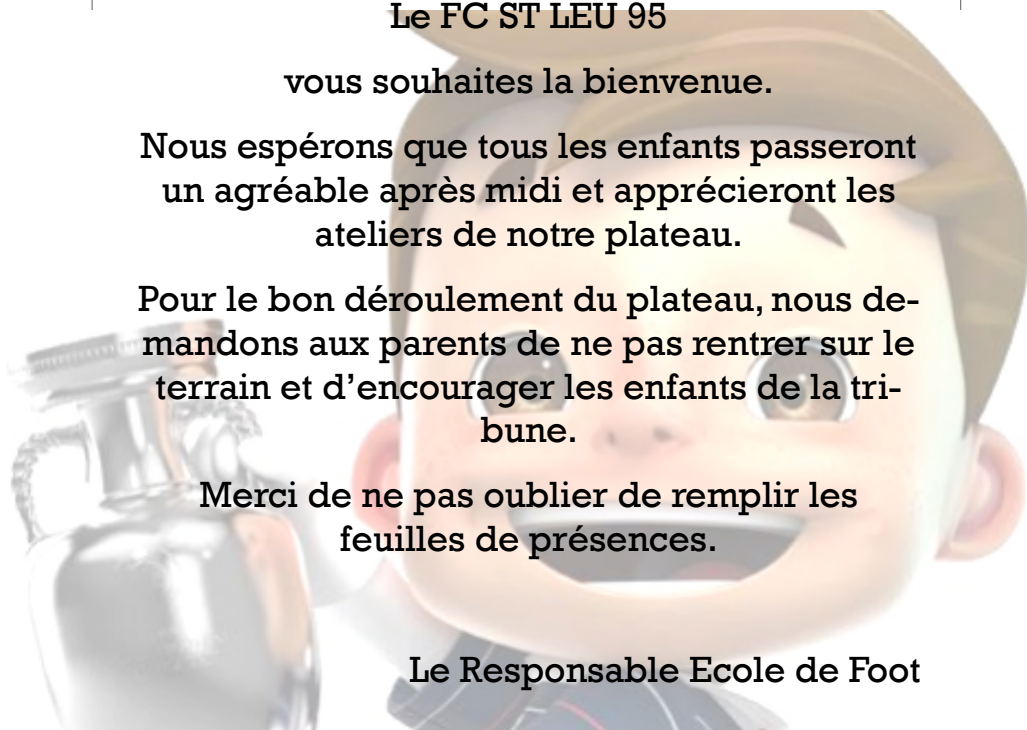 Le FC ST LEU 95
vous souhaites la bienvenue.
Nous espérons que tous les enfants passeront
un agréable après midi et apprécieront les
ateliers de notre plateau.
Pour le bon déroulement du plateau, nous de-
mandons aux parents de ne pas rentrer sur le
terrain et d’encourager les enfants de la tri-
bune.
Merci de ne pas oublier de remplir les
feuilles de présences.
Le Responsable Ecole de Foot